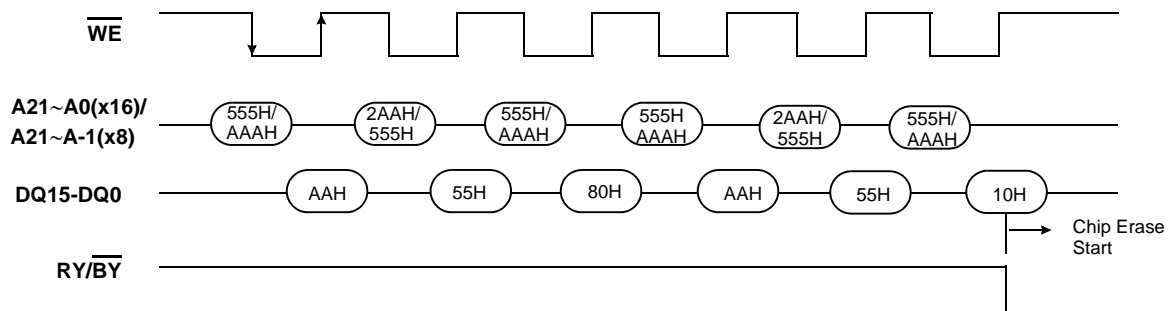 WE
A21~A0(x16)/
A21~A-1(x8)
555H/
AAAH
2AAH/
555H
555H/
AAAH
555H
AAAH
2AAH/
555H
555H/
AAAH
DQ15-DQ0
AAH
55H
80H
AAH
55H
10H
Chip Erase
Start
RY/BY